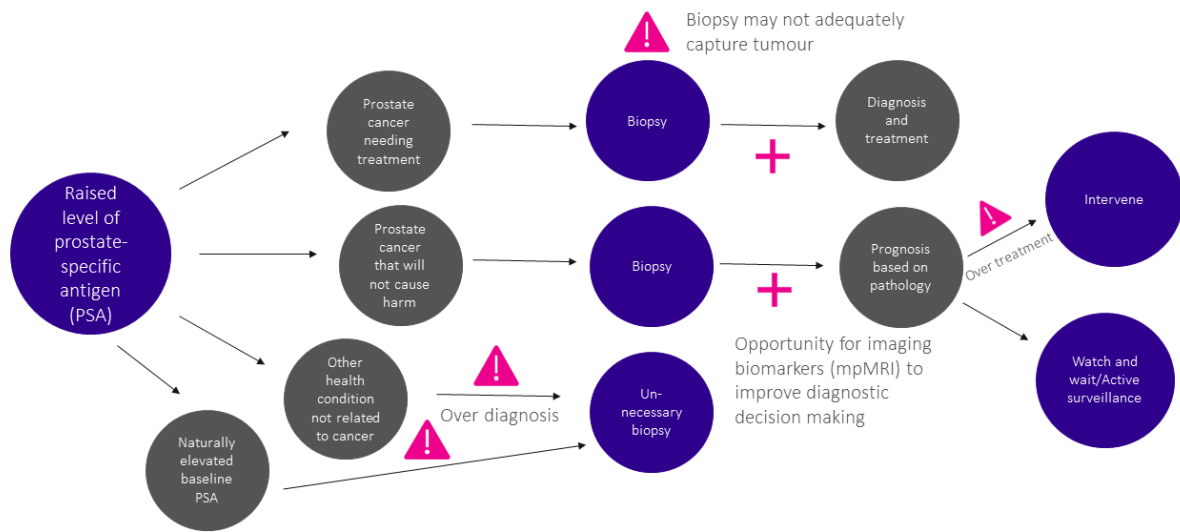 Biopsy may not adequately
capture tumour
Prostate
cancer
needing
treatment
Biopsy
Diagnosis
and
treatment
Raised
level of
prostate-
specific
antigen
(PSA)
Prostate
cancer
that will
not cause
harm
Biopsy
Prognosis
based on
pathology
Over treatment
Intervene
Watch and
wait/Active
surveillance
Other
health
condition
not related
to cancer
Over diagnosis
Un-
necessary
biopsy
Opportunity for imaging
biomarkers (mpMRI) to
improve diagnostic
decision making
Naturally
elevated
baseline
PSA